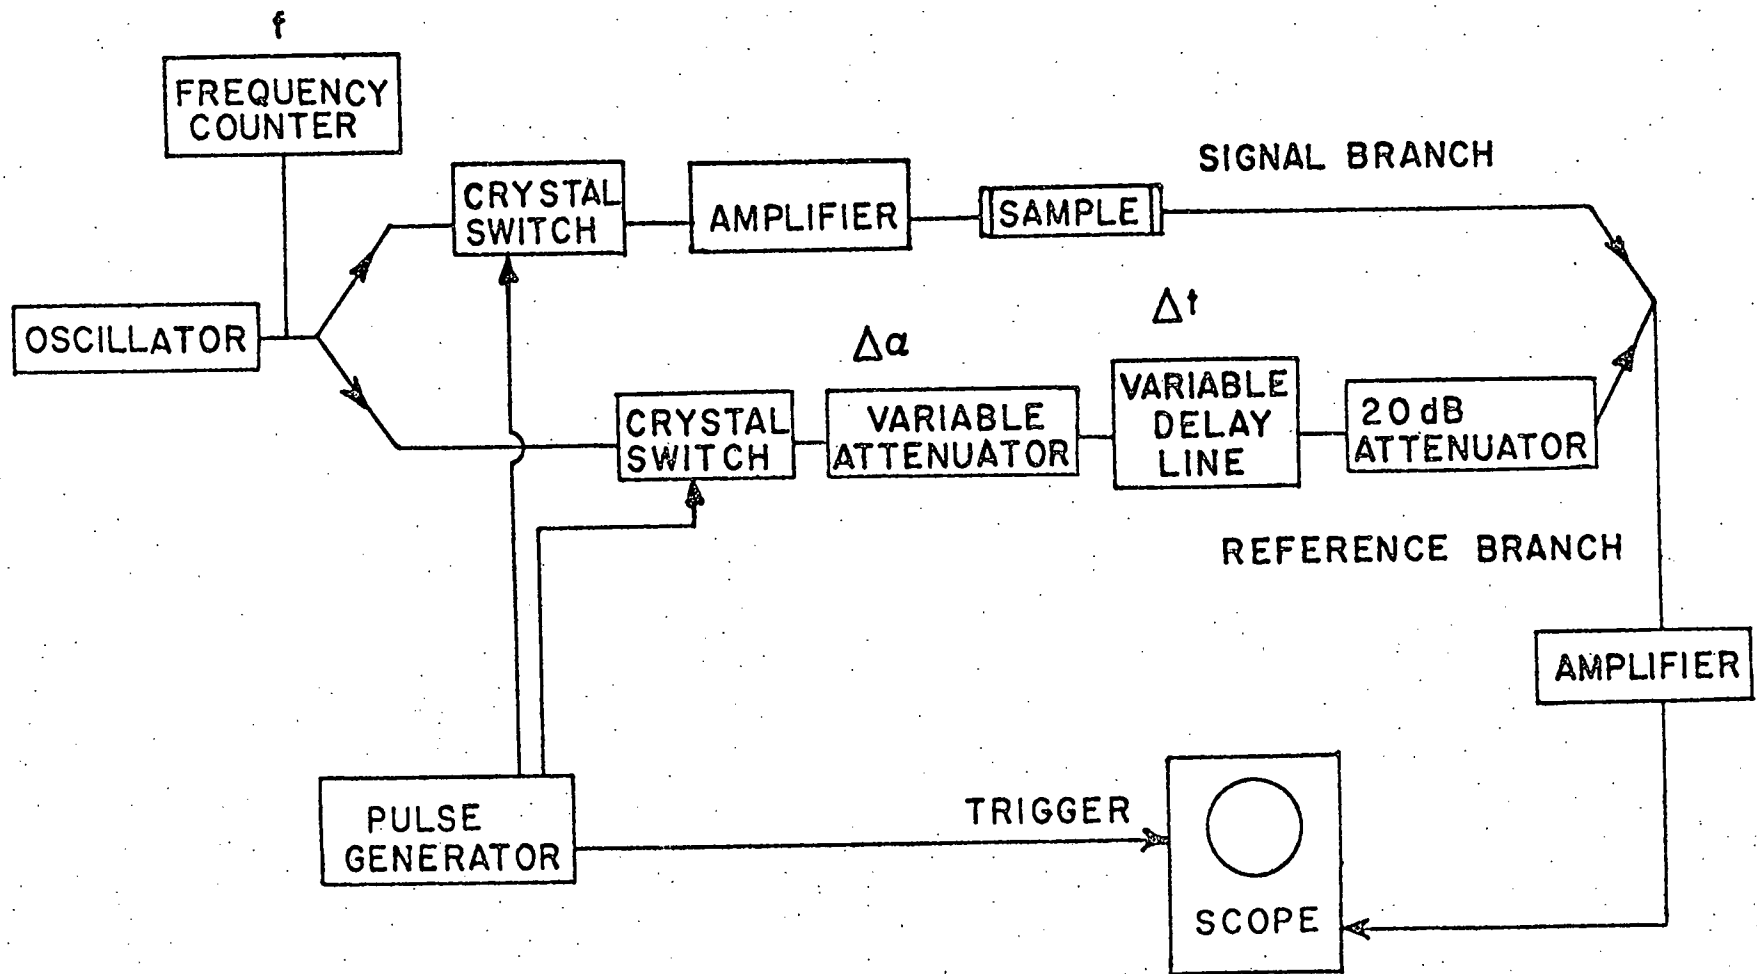 f
FREQUENCY
COUNTER
CRYSTAL
SWITCH
AMPLIFIER
SAMPLE
SIGNAL BRANCH
OSCILLATOR
Δα
Δt
CRYSTAL
SWITCH
VARIABLE
ATTENUATOR
VARIABLE
DELAY
LINE
20 dB
ATTENUATOR
REFERENCE BRANCH
AMPLIFIER
PULSE
GENERATOR
TRIGGER
SCOPE